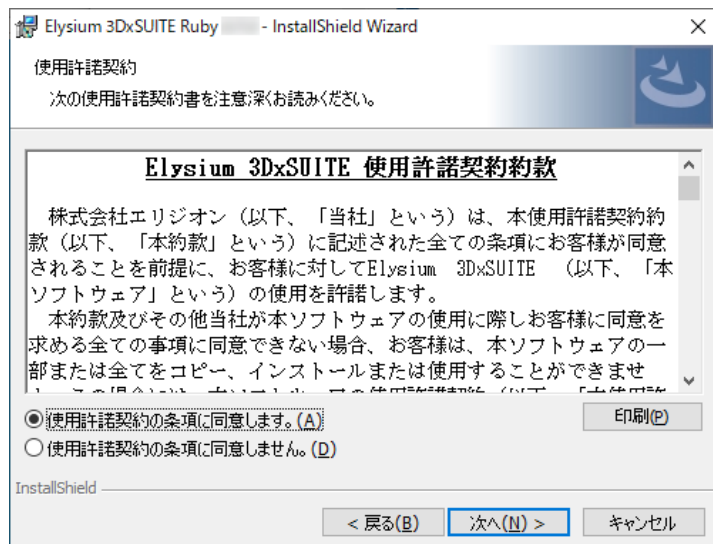 Elysium 3DxSUITE Ruby - InstallShield Wizard
使用許諾契約
次の使用許諾契約書を注意深くお読みください。
Elysium 3DxSUITE 使用許諾契約約款
株式会社エリジオン（以下、「当社」という）は、本使用許諾契約約
款（以下、「本約款」という）に記述された全ての条項にお客様が同意
されることを前提に、お客様に対してElysium 3DxSUITE （以下、「本
ソフトウェア」という）の使用を許諾します。
本約款及びその他当社が本ソフトウェアの使用に際しお客様に同意を
求める全ての事項に同意できない場合、お客様は、本ソフトウェアの一
部または全てをコピー、インストールまたは使用することができませ
使用許諾契約の条項に同意します。(A)
印刷(P)
使用許諾契約の条項に同意しません。(D)
InstallShield
< 戻る(B)
次へ(N) >
キャンセル